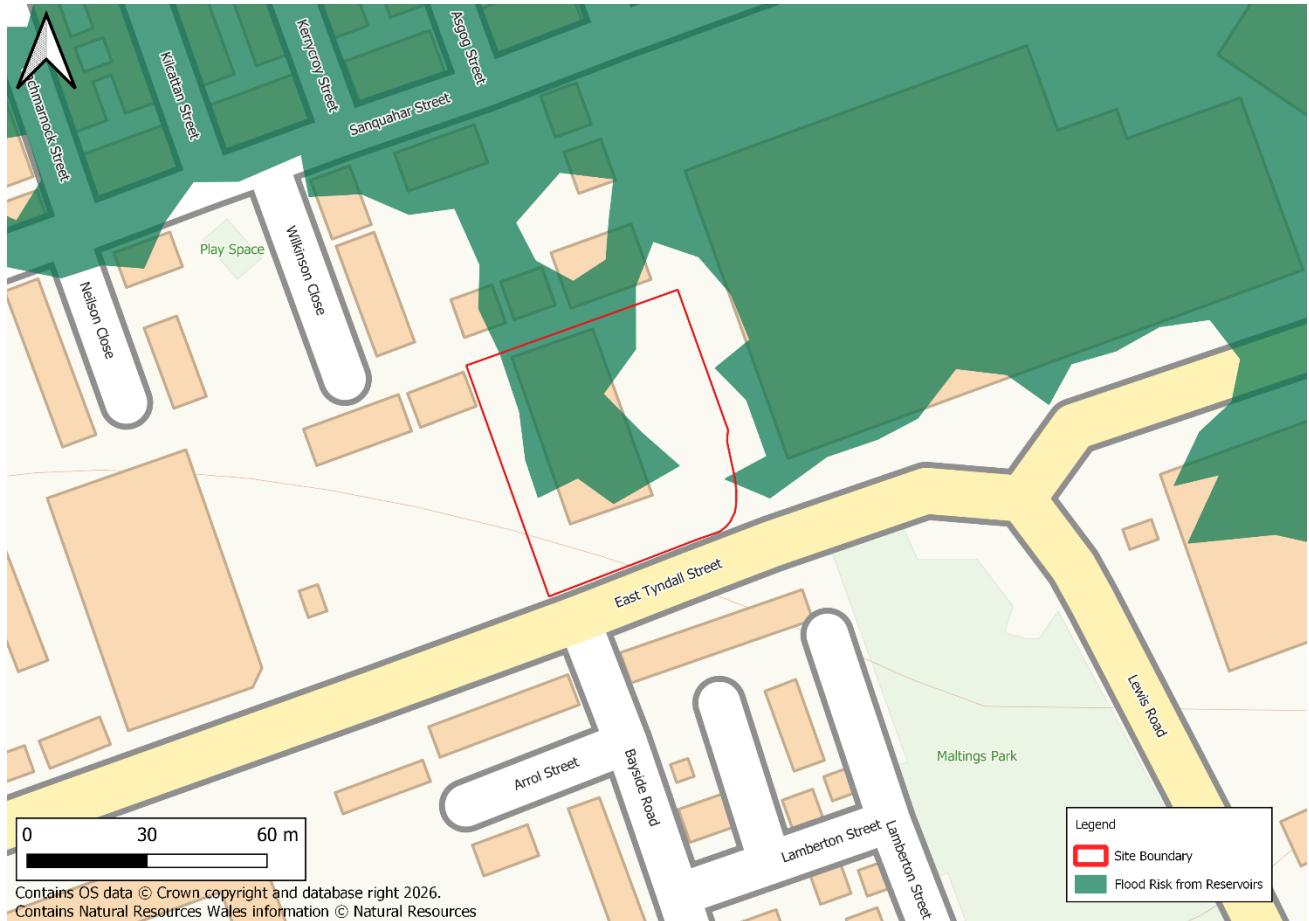 Kilcattan Street
Kerrycroy Street
Asgog Street
chmarnock Street
Sanquahar Street
Play Space
Wilkinson Close
Neilson Close
East Tyndall Street
Lewis Road
Maltings Park
Arrol Street
Bayside Road
Lamberton Street
Lamberton Street
0 30 60 m
Contains OS data © Crown copyright and database right 2026.
Contains Natural Resources Wales information © Natural Resources
Legend
Site Boundary
Flood Risk from Reservoirs